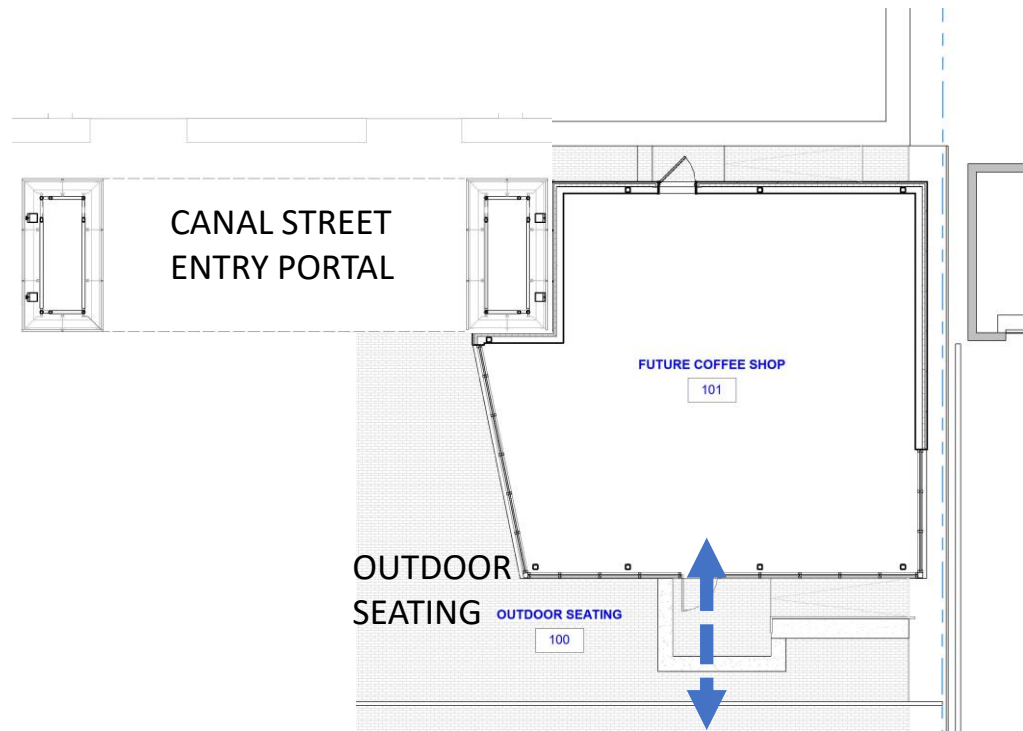 CANAL STREET
ENTRY PORTAL
FUTURE COFFEE SHOP
101
OUTDOOR
SEATING
OUTDOOR SEATING
100